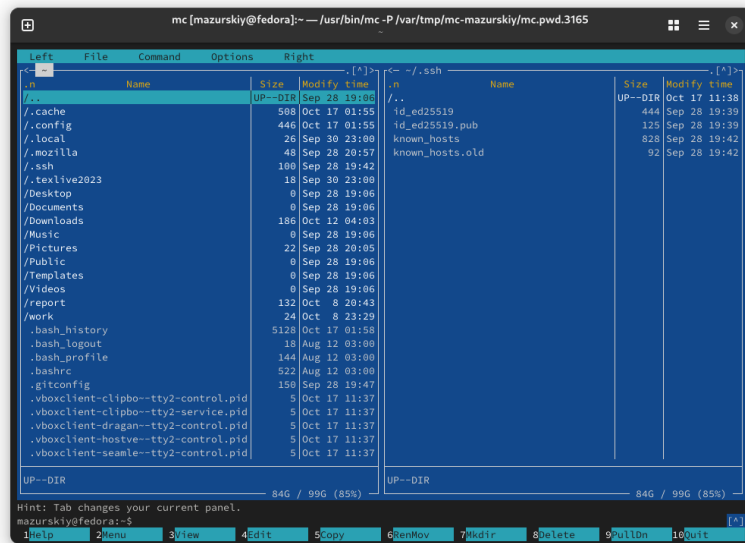 mc [mazurskiy@fedora]:~ — /usr/bin/mc -P /var/tmp/mc-mazurskiy/mc.pwd.3165
~
Left File Command Options Right
<- ~ .[^]>
.n Name Size Modify time
/.. UP--DIR Sep 28 19:06
/.cache 508 Oct 17 01:55
/.config 446 Oct 17 01:55
/.local 26 Sep 30 23:00
/.mozilla 48 Sep 28 20:57
/.ssh 100 Sep 28 19:42
/.texlive2023 18 Sep 30 23:00
/Desktop 0 Sep 28 19:06
/Documents 0 Sep 28 19:06
/Downloads 186 Oct 12 04:03
/Music 0 Sep 28 19:06
/Pictures 22 Sep 28 20:05
/Public 0 Sep 28 19:06
/Templates 0 Sep 28 19:06
/Videos 0 Sep 28 19:06
/report 132 Oct 8 20:43
/work 24 Oct 8 23:29
.bash_history 5128 Oct 17 01:58
.bash_logout 18 Aug 12 03:00
.bash_profile 144 Aug 12 03:00
.bashrc 522 Aug 12 03:00
.gitconfig 150 Sep 28 19:47
.vboxclient-clipbo~-tty2-control.pid 5 Oct 17 11:37
.vboxclient-clipbo~-tty2-service.pid 5 Oct 17 11:37
.vboxclient-dragan~-tty2-control.pid 5 Oct 17 11:37
.vboxclient-hostve~-tty2-control.pid 5 Oct 17 11:37
.vboxclient-seamle~-tty2-control.pid 5 Oct 17 11:37
UP--DIR
84G / 99G (85%)
<- ~/.ssh .[^]>
.n Name Size Modify time
/.. UP--DIR Oct 17 11:38
id_ed25519 444 Sep 28 19:39
id_ed25519.pub 125 Sep 28 19:39
known_hosts 828 Sep 28 19:42
known_hosts.old 92 Sep 28 19:42
UP--DIR
84G / 99G (85%)
Hint: Tab changes your current panel.
mazurskiy@fedora:~$ [^]
1Help 2Menu 3View 4Edit 5Copy 6RenMov 7Mkdir 8Delete 9PullDn 10Quit